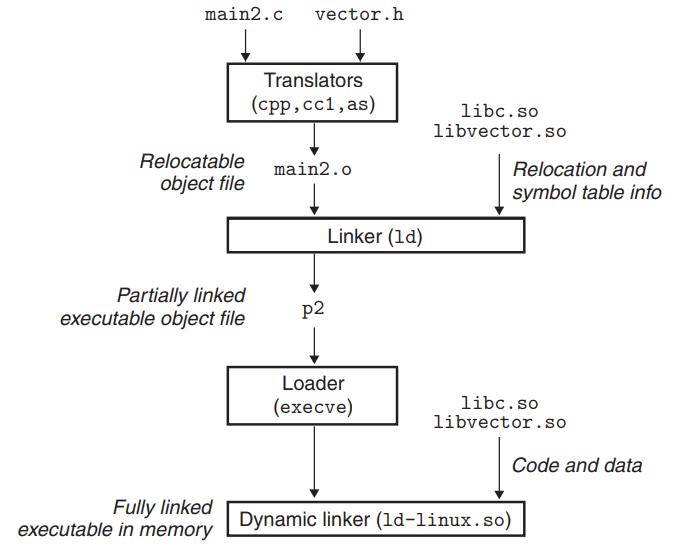 main2.c vector.h
Translators
(cpp,cc1,as)
libc.so
libvector.so
Relocatable
object file
main2.o
Relocation and
symbol table info
Linker (ld)
Partially linked
executable object file
p2
Loader
(execve)
libc.so
libvector.so
Code and data
Fully linked
executable in memory
Dynamic linker (ld-linux.so)